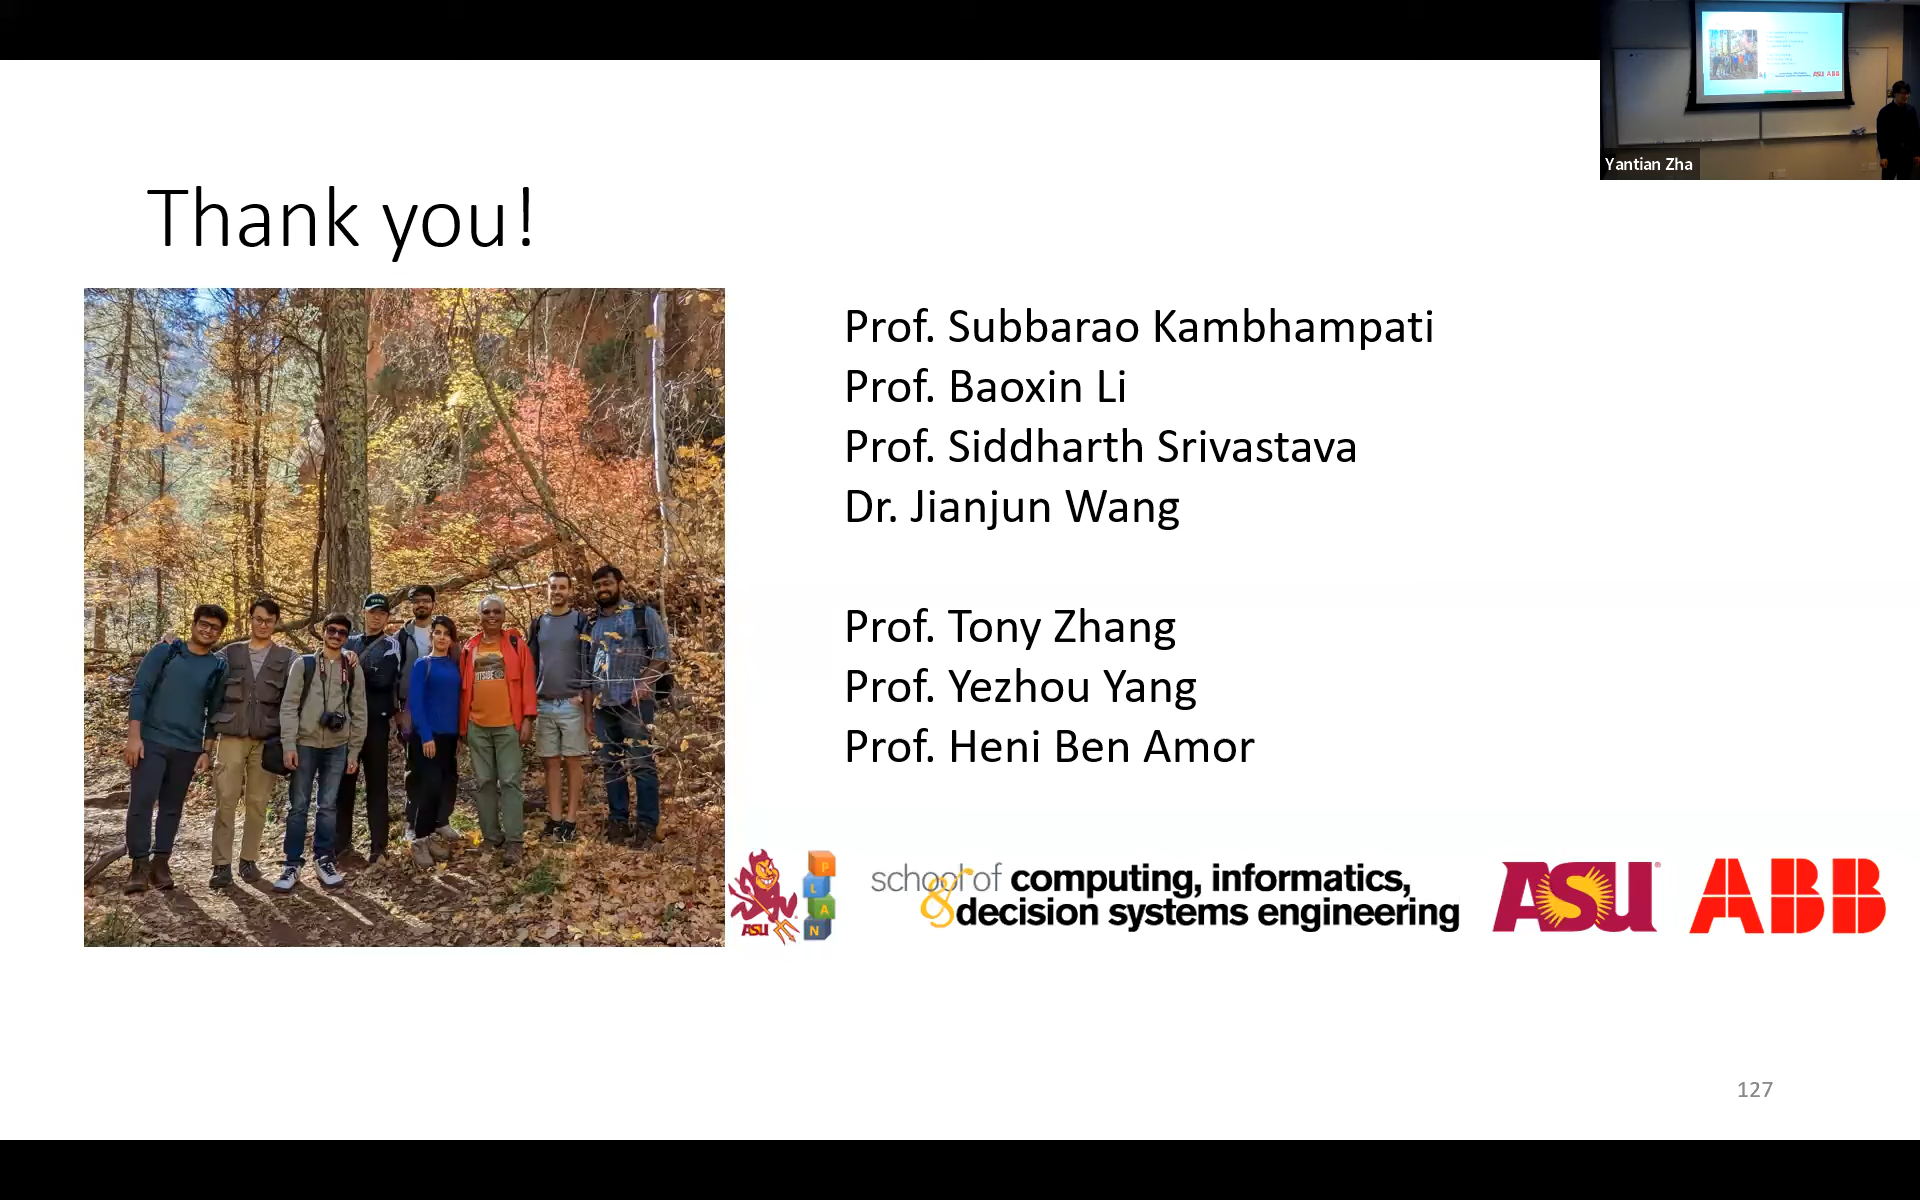 Yantian Zha
Thank you!
Prof. Subbarao Kambhampati
Prof. Baoxin Li
Prof. Siddharth Srivastava
Dr. Jianjun Wang
Prof. Tony Zhang
Prof. Yezhou Yang
Prof. Heni Ben Amor
ASU
P
L
A
N
school of computing, informatics,
& decision systems engineering
ASU
ABB
127